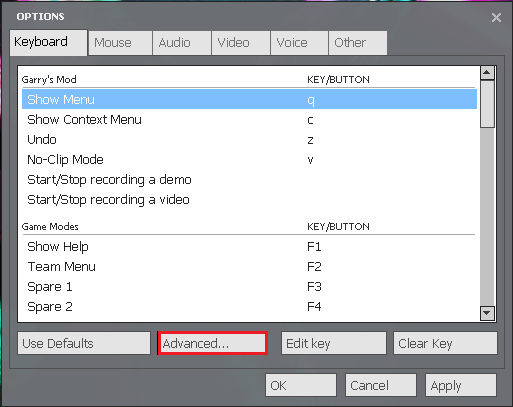 OPTIONS
Keyboard Mouse Audio Video Voice Other
Garry's Mod KEY/BUTTON
Show Menu q
Show Context Menu c
Undo z
No-Clip Mode v
Start/Stop recording a demo
Start/Stop recording a video
Game Modes KEY/BUTTON
Show Help F1
Team Menu F2
Spare 1 F3
Spare 2 F4
Use Defaults Advanced... Edit key Clear Key
OK Cancel Apply